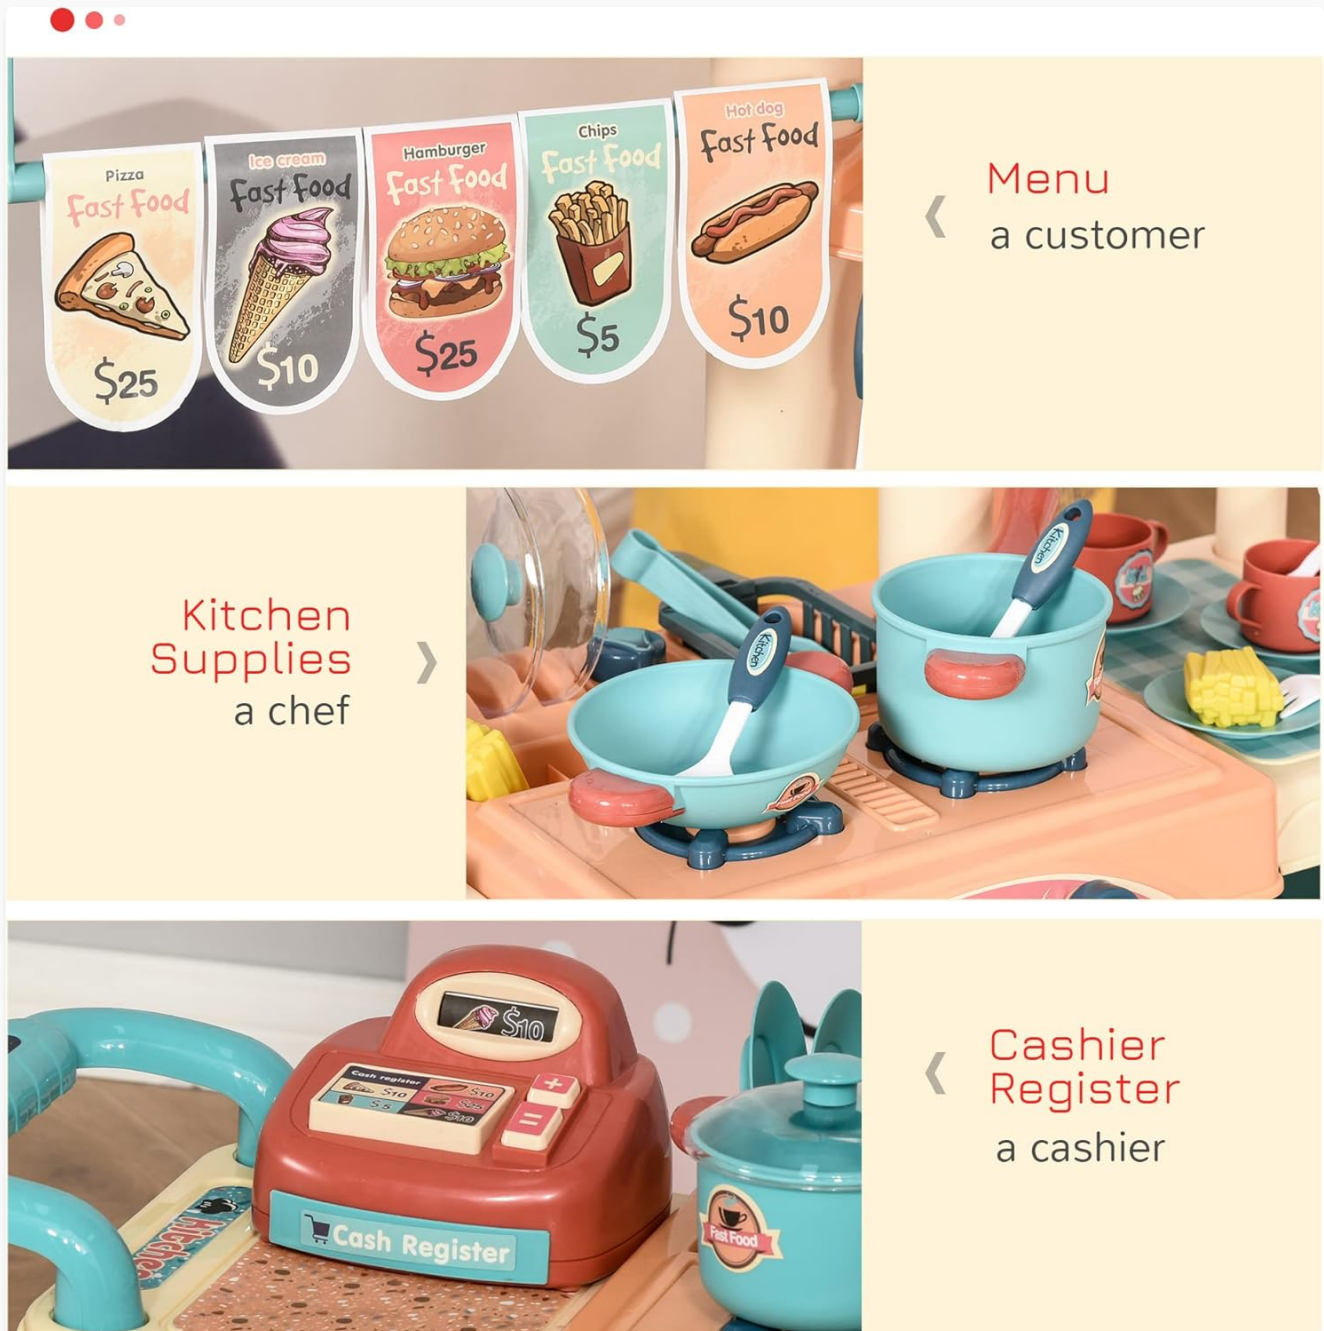 Pizza
Fast Food
$25
Ice cream
Fast Food
$10
Hamburger
Fast Food
$25
Chips
Fast Food
$5
Hot dog
Fast Food
$10
Menu
a customer
Kitchen
Supplies
a chef
Kitchen
Kitchen
$10
Cash register
$10
$10
$5
$25
$10
Cash Register
Kitchen
Fast Food
Cashier
Register
a cashier